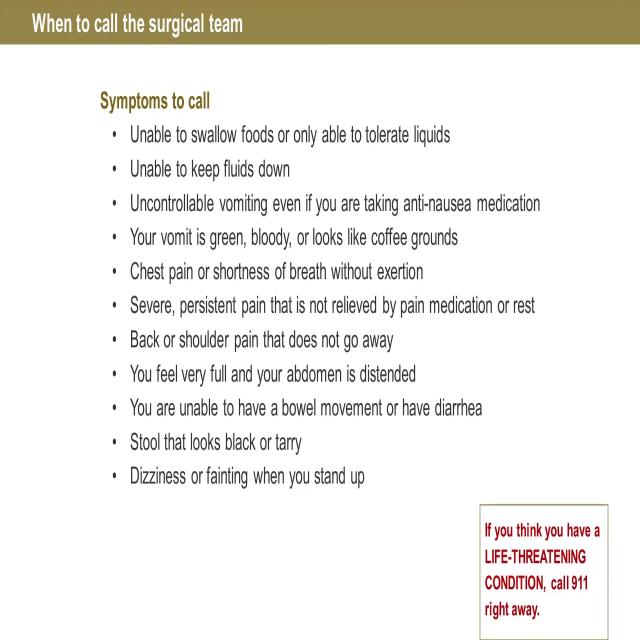 When to call the surgical team
Symptoms to call
• Unable to swallow foods or only able to tolerate liquids
• Unable to keep fluids down
• Uncontrollable vomiting even if you are taking anti-nausea medication
• Your vomit is green, bloody, or looks like coffee grounds
• Chest pain or shortness of breath without exertion
• Severe, persistent pain that is not relieved by pain medication or rest
• Back or shoulder pain that does not go away
• You feel very full and your abdomen is distended
• You are unable to have a bowel movement or have diarrhea
• Stool that looks black or tarry
• Dizziness or fainting when you stand up
If you think you have a
LIFE-THREATENING
CONDITION, call 911
right away.